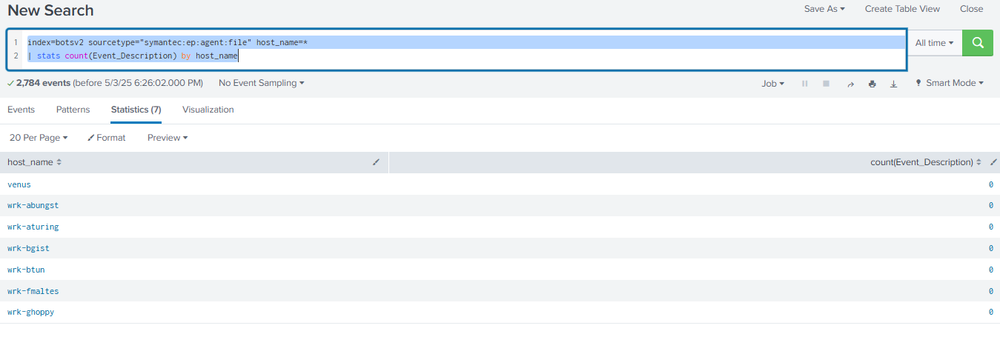 New Search
Save As Create Table View Close
1 index=botsv2 sourcetype="symantec:ep:agent:file" host_name=*
2 | stats count(Event_Description) by host_name
All time
2,784 events (before 5/3/25 6:26:02.000 PM) No Event Sampling
Job Smart Mode
Events Patterns Statistics (7) Visualization
20 Per Page Format Preview
host_name count(Event_Description)
venus 0
wrk-abungst 0
wrk-aturing 0
wrk-bgist 0
wrk-btun 0
wrk-fmaltes 0
wrk-ghoppy 0